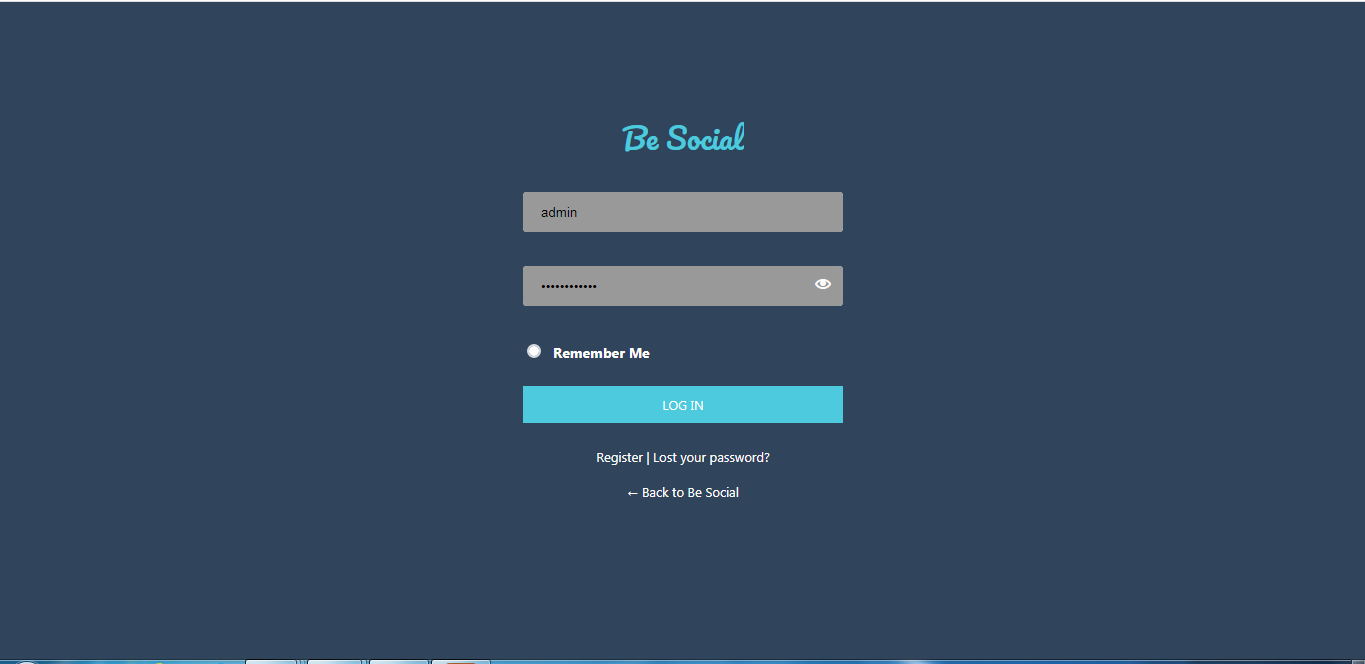 Be Social
admin
••••••••••••
Remember Me
LOG IN
Register | Lost your password?
← Back to Be Social